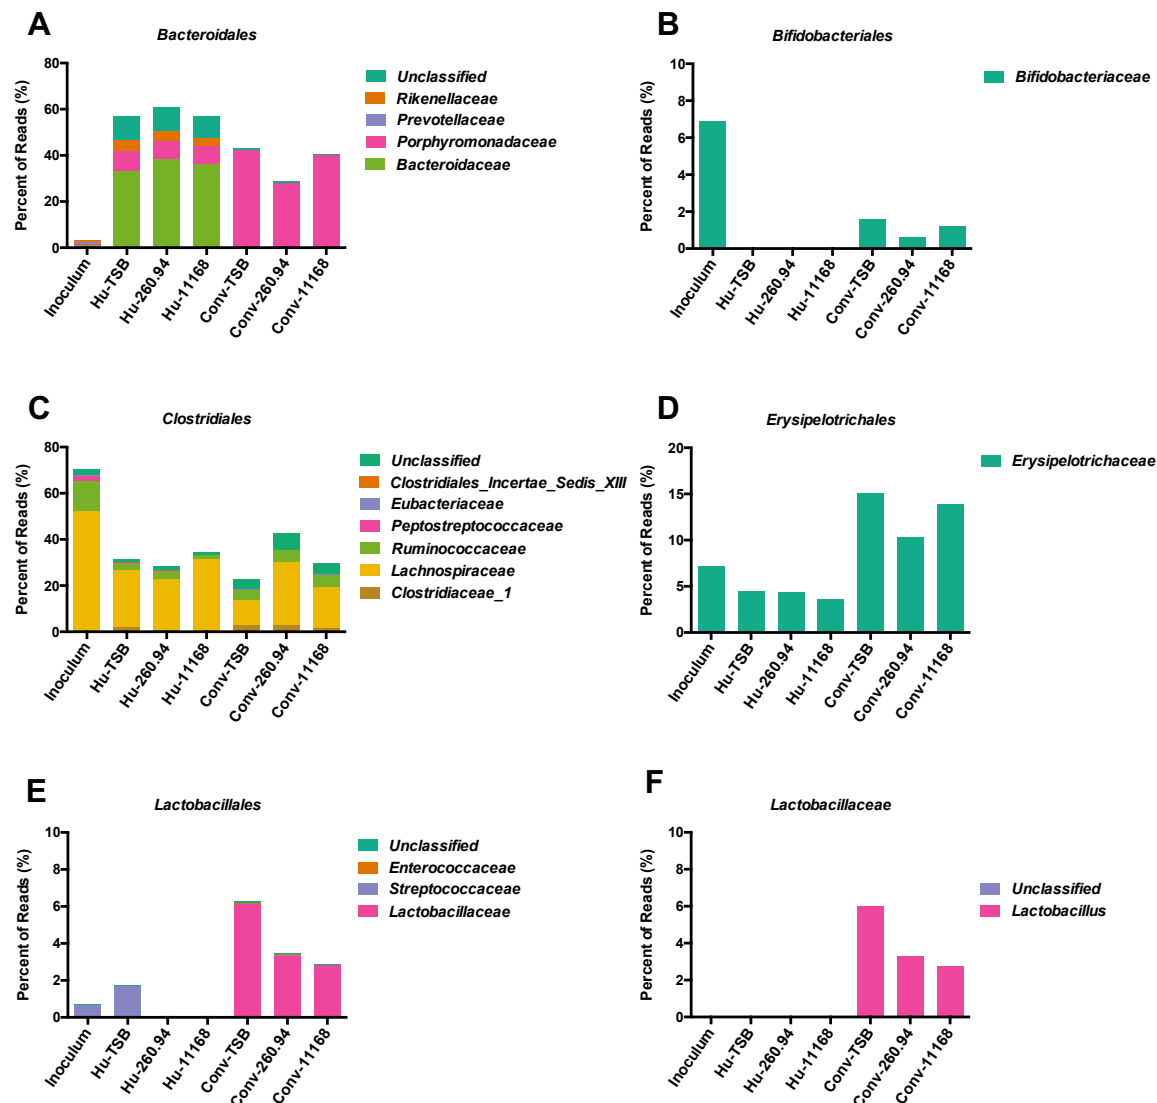 A
Bacteroidales
Percent of Reads (%)
80
60
40
20
0
Inoculum
Hu-TSB
Hu-260.94
Hu-11168
Conv-TSB
Conv-260.94
Conv-11168
Unclassified
Rikenellaceae
Prevotellaceae
Porphyromonadaceae
Bacteroidaceae
B
Bifidobacteriales
Percent of Reads (%)
10
8
6
4
2
0
Inoculum
Hu-TSB
Hu-260.94
Hu-11168
Conv-TSB
Conv-260.94
Conv-11168
Bifidobacteriaceae
C
Clostridiales
Percent of Reads (%)
80
60
40
20
0
Inoculum
Hu-TSB
Hu-260.94
Hu-11168
Conv-TSB
Conv-260.94
Conv-11168
Unclassified
Clostridiales_Incertae_Sedis_XIII
Eubacteriaceae
Peptostreptococcaceae
Ruminococcaceae
Lachnospiraceae
Clostridiaceae_1
D
Erysipelotrichales
Percent of Reads (%)
20
15
10
5
0
Inoculum
Hu-TSB
Hu-260.94
Hu-11168
Conv-TSB
Conv-260.94
Conv-11168
Erysipelotrichaceae
E
Lactobacillales
Percent of Reads (%)
10
8
6
4
2
0
Inoculum
Hu-TSB
Hu-260.94
Hu-11168
Conv-TSB
Conv-260.94
Conv-11168
Unclassified
Enterococcaceae
Streptococcaceae
Lactobacillaceae
F
Lactobacillaceae
Percent of Reads (%)
10
8
6
4
2
0
Inoculum
Hu-TSB
Hu-260.94
Hu-11168
Conv-TSB
Conv-260.94
Conv-11168
Unclassified
Lactobacillus